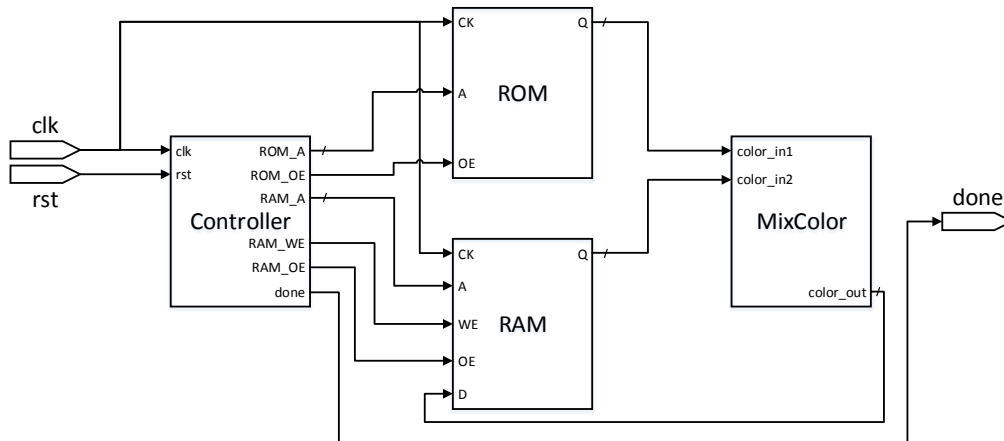 clk
rst
clk
rst
Controller
ROM_A
ROM_OE
RAM_A
RAM_WE
RAM_OE
done
CK
A
OE
ROM
Q
CK
A
WE
OE
D
RAM
Q
color_in1
color_in2
MixColor
color_out
done